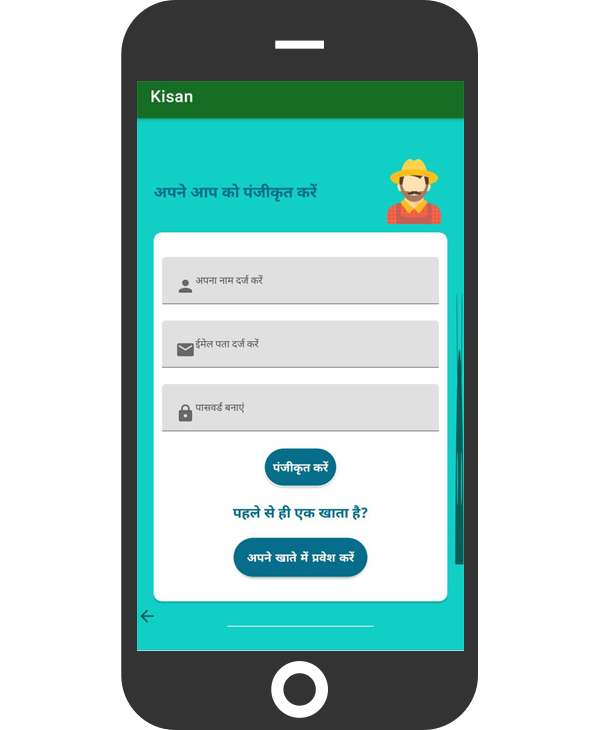 Kisan
अपने आप को पंजीकृत करें
अपना नाम दर्ज करें
ईमेल पता दर्ज करें
पासवर्ड बनाएं
पंजीकृत करें
पहले से ही एक खाता है?
अपने खाते में प्रवेश करें